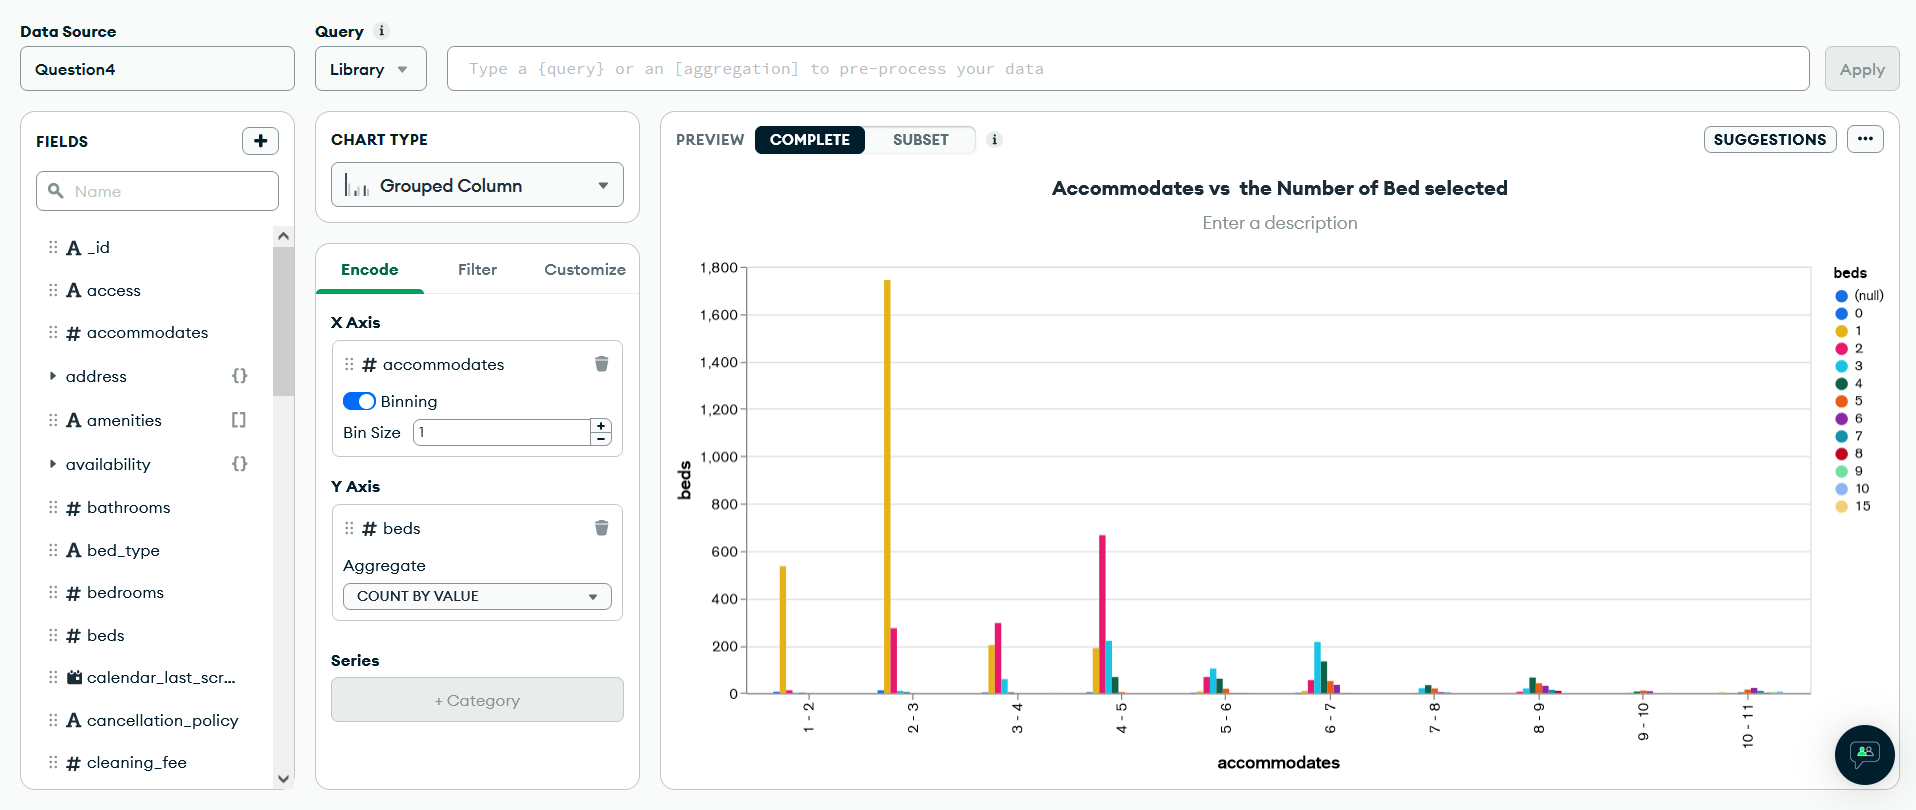 Data Source
Query i
Question4
Library
Type a {query} or an [aggregation] to pre-process your data
Apply
FIELDS
+
Name
A _id
A access
# accommodates
address {}
A amenities []
availability {}
# bathrooms
A bed_type
# bedrooms
# beds
calendar_last_scr...
A cancellation_policy
# cleaning_fee
CHART TYPE
Grouped Column
Encode Filter Customize
X Axis
# accommodates
Binning
Bin Size 1 + −
Y Axis
# beds
Aggregate
COUNT BY VALUE
Series
+ Category
PREVIEW COMPLETE SUBSET i
SUGGESTIONS ...
Accommodates vs the Number of Bed selected
Enter a description
beds
1,800
1,600
1,400
1,200
1,000
800
600
400
200
0
1 - 2
2 - 3
3 - 4
4 - 5
5 - 6
6 - 7
7 - 8
8 - 9
9 - 10
10 - 11
accommodates
beds
(null)
0
1
2
3
4
5
6
7
8
9
10
15